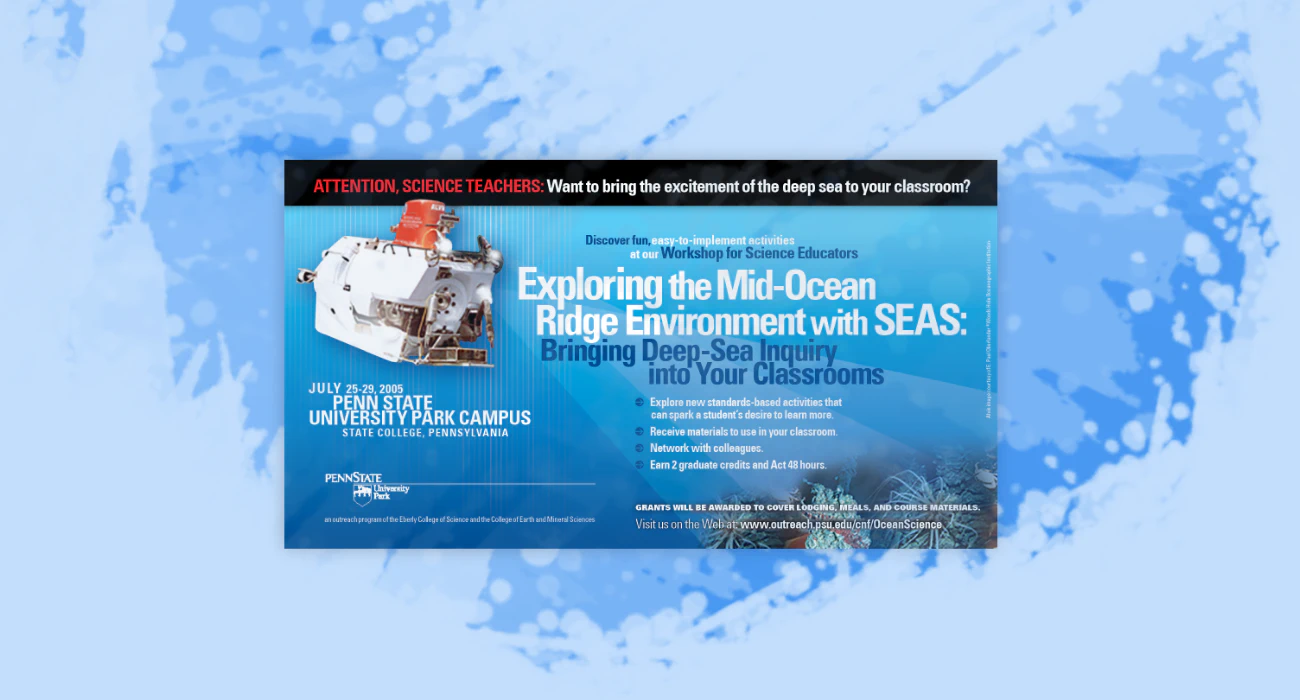 ATTENTION, SCIENCE TEACHERS: Want to bring the excitement of the deep sea to your classroom?
Discover fun, easy-to-implement activities
at our Workshop for Science Educators
Exploring the Mid-Ocean
Ridge Environment with SEAS:
Bringing Deep-Sea Inquiry
into Your Classrooms
Explore new standards-based activities that
can spark a student's desire to learn more.
Receive materials to use in your classroom.
Network with colleagues.
Earn 2 graduate credits and Act 48 hours.
JULY 25-29, 2005
PENN STATE
UNIVERSITY PARK CAMPUS
STATE COLLEGE, PENNSYLVANIA
PENNSTATE
University
Park
an outreach program of the Eberly College of Science and the College of Earth and Mineral Sciences
GRANTS WILL BE AWARDED TO COVER LODGING, MEALS, AND COURSE MATERIALS.
Visit us on the Web at: www.outreach.psu.edu/cnf/OceanScience